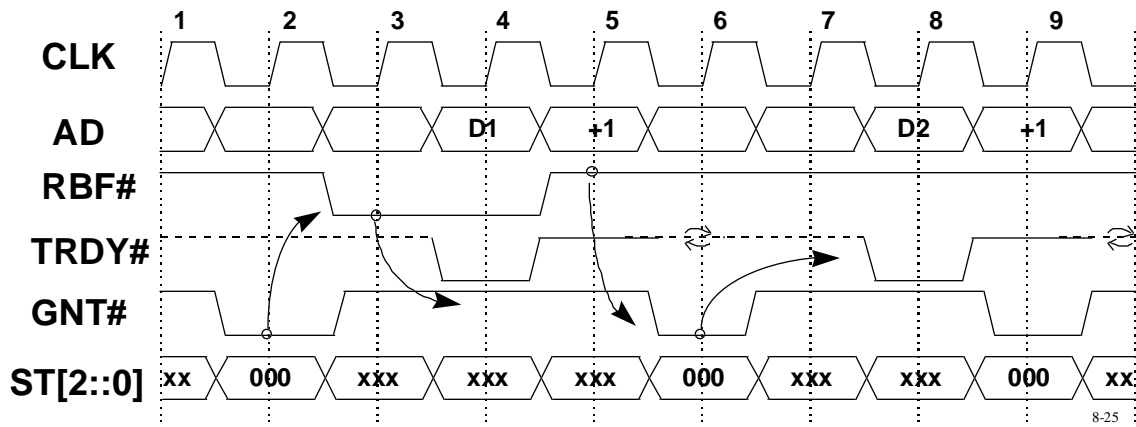 1 2 3 4 5 6 7 8 9
CLK
AD D1 +1 D2 +1
RBF#
TRDY#
GNT#
ST[2::0] xx 000 xxx xxx xxx 000 xxx xxx 000 xx
8-25